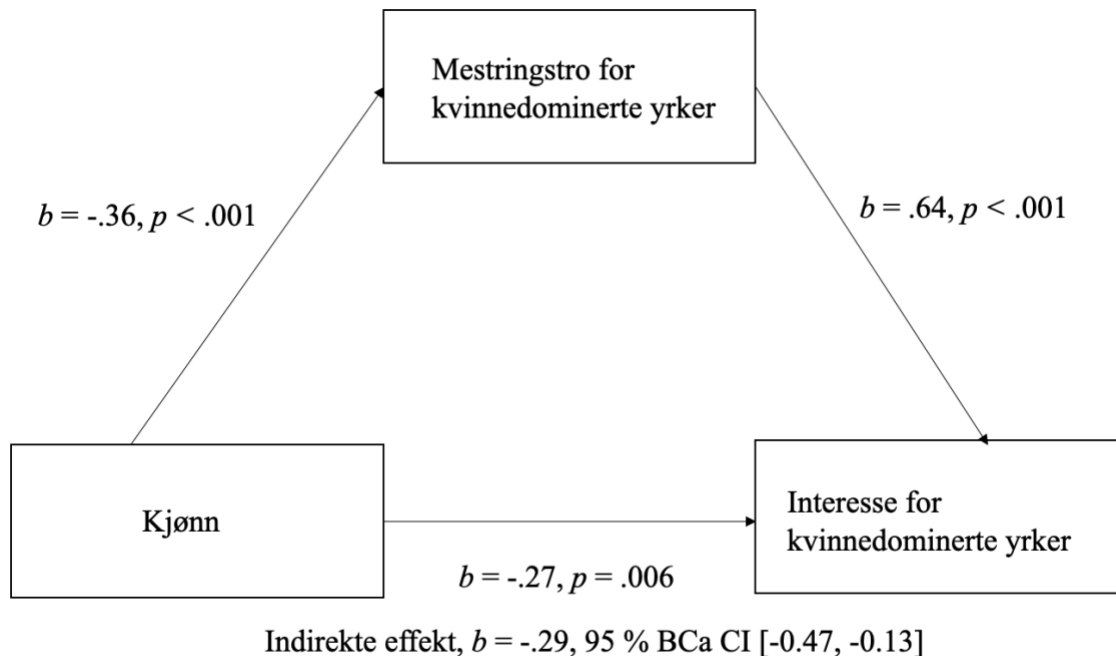 Mestringstro for
kvinnedominerte yrker
b = -.36, p < .001
b = .64, p < .001
Kjønn
Interesse for
kvinnedominerte yrker
b = -.27, p = .006
Indirekte effekt, b = -.29, 95 % BCa CI [-0.47, -0.13]